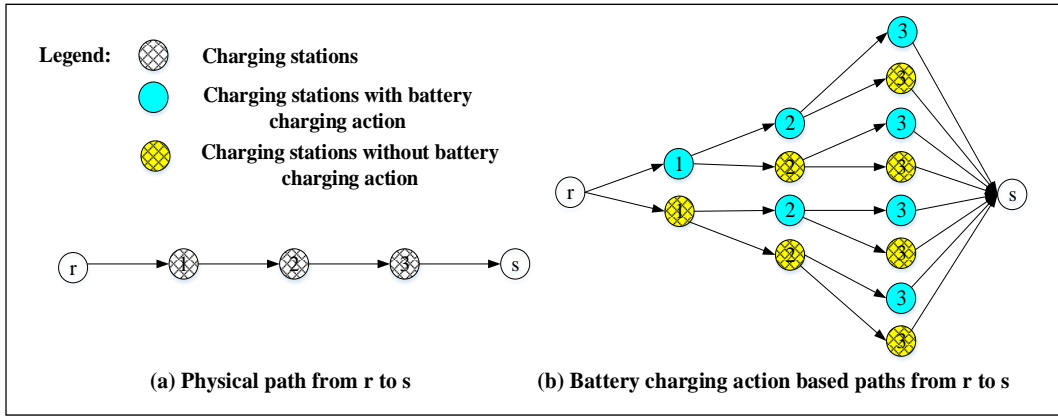 Legend:
Charging stations
Charging stations with battery
charging action
Charging stations without battery
charging action
r
1
2
3
s
(a) Physical path from r to s
r
1
1
2
2
2
2
3
3
3
3
3
3
3
3
s
(b) Battery charging action based paths from r to s